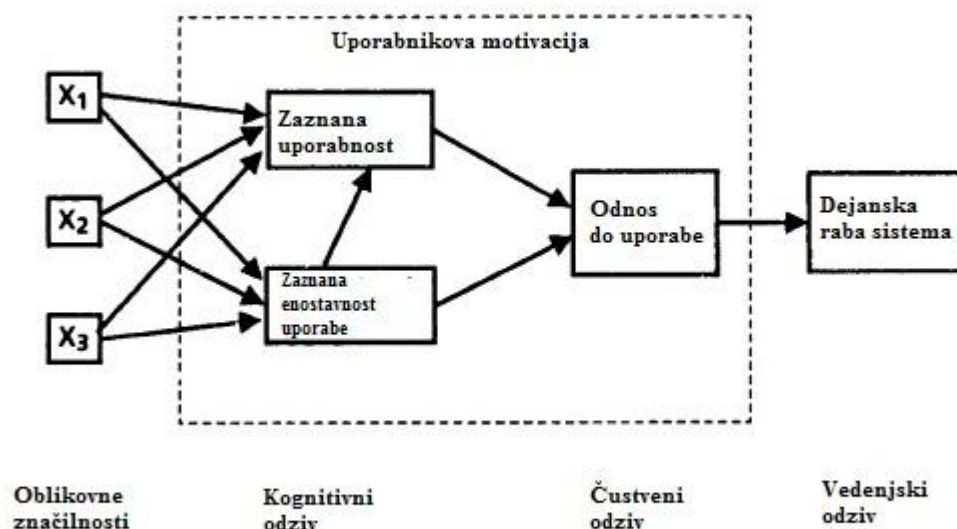 Uporabnikova motivacija
X1
Zaznana
uporabnost
X2
Odnos
do uporabe
Dejanska
raba sistema
Zaznana
enostavnost
uporabe
X3
Oblikovne
značilnosti
Kognitivni
odziv
Čustveni
odziv
Vedenjski
odziv